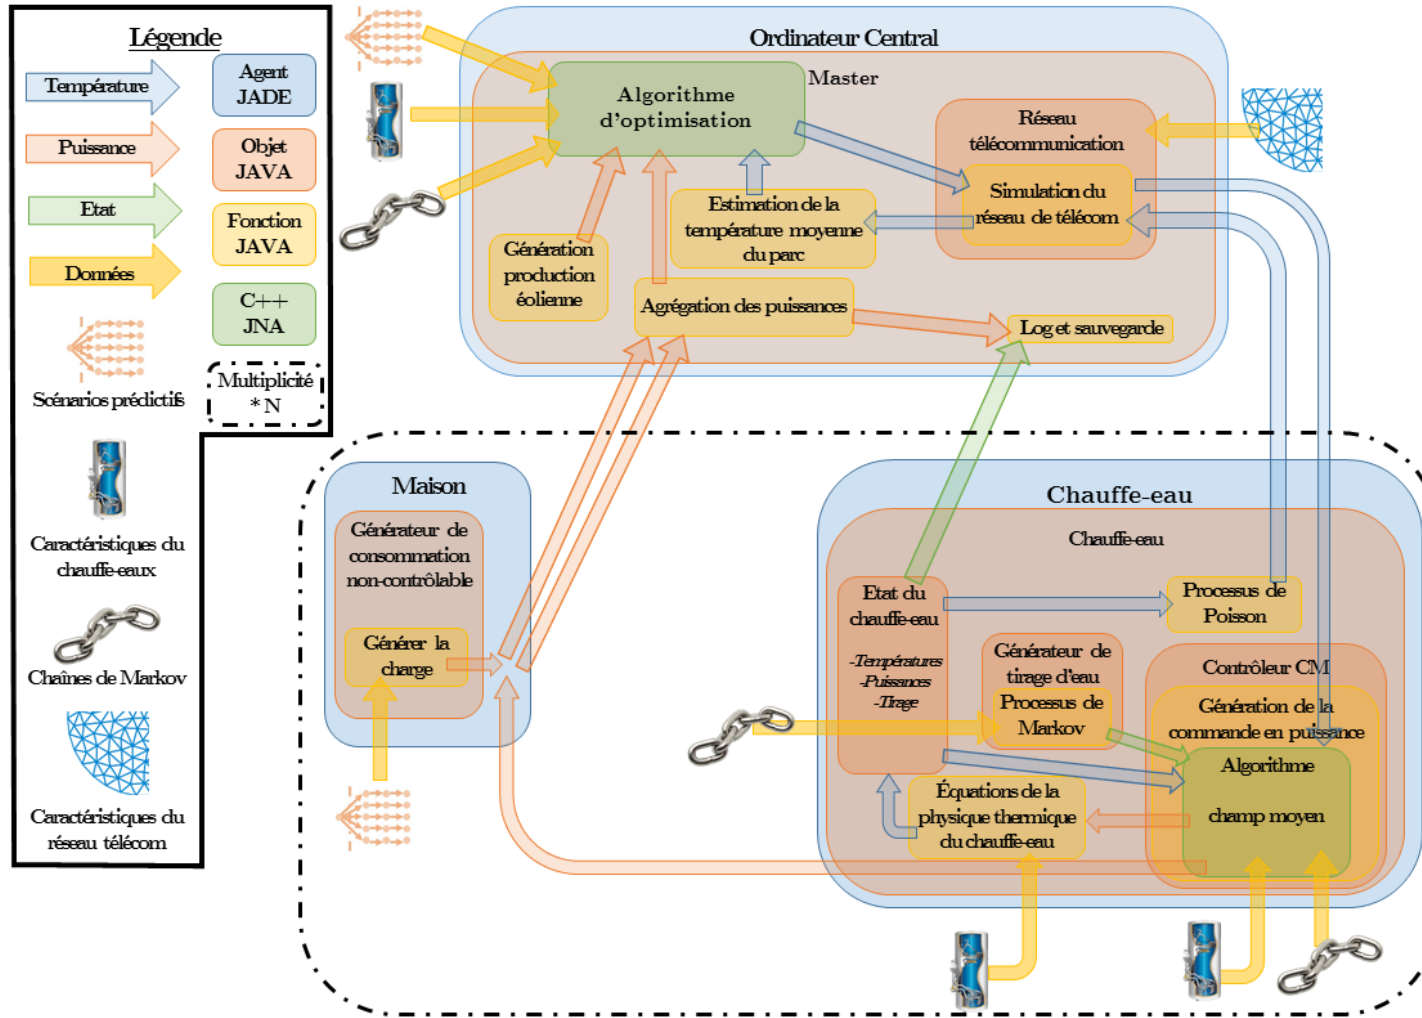 Légende
Température
Agent
JADE
Puissance
Objet
JAVA
Etat
Fonction
JAVA
Données
C++
JNA
Scénarios prédictifs
Multiplicité
* N
Caractéristiques du
chauffe-eaux
Chaînes de Markov
Caractéristiques du
réseau télécom
Ordinateur Central
Master
Algorithme
d'optimisation
Réseau
télécommunication
Simulation du
réseau de télécom
Estimation de la
température moyenne
du parc
Génération
production
éolienne
Agrégation des puissances
Log et sauvegarde
Maison
Générateur de
consommation
non-contrôlable
Générer la
charge
Chauffe-eau
Chauffe-eau
Etat du
chauffe-eau
-Températures
-Puissances
-Tirage
Processus de
Poisson
Générateur de
tirage d'eau
Processus de
Markov
Contrôleur CM
Génération de la
commande en puissance
Algorithme
champ moyen
Équations de la
physique thermique
du chauffe-eau